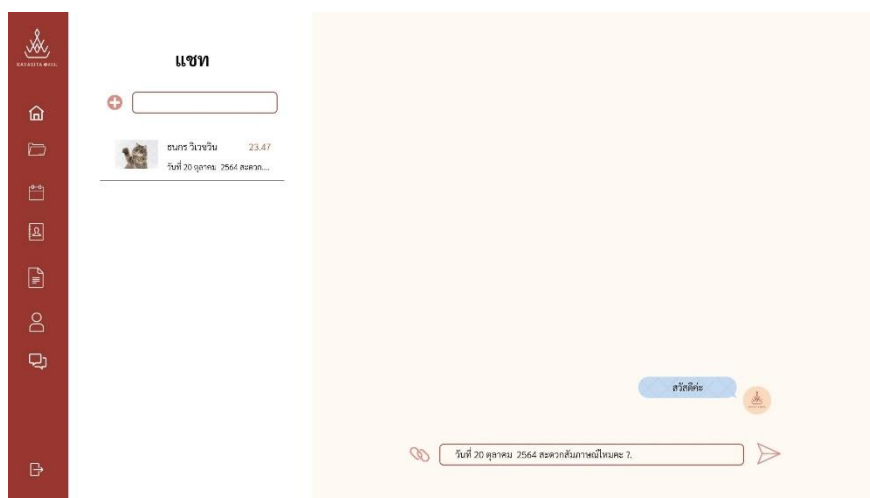 แชท
ธนกร วิเวชวิน 23.47
วันที่ 20 ตุลาคม 2564 สะดวก....
สวัสดีค่ะ
วันที่ 20 ตุลาคม 2564 สะดวกสัมภาษณ์ไหมคะ ?.